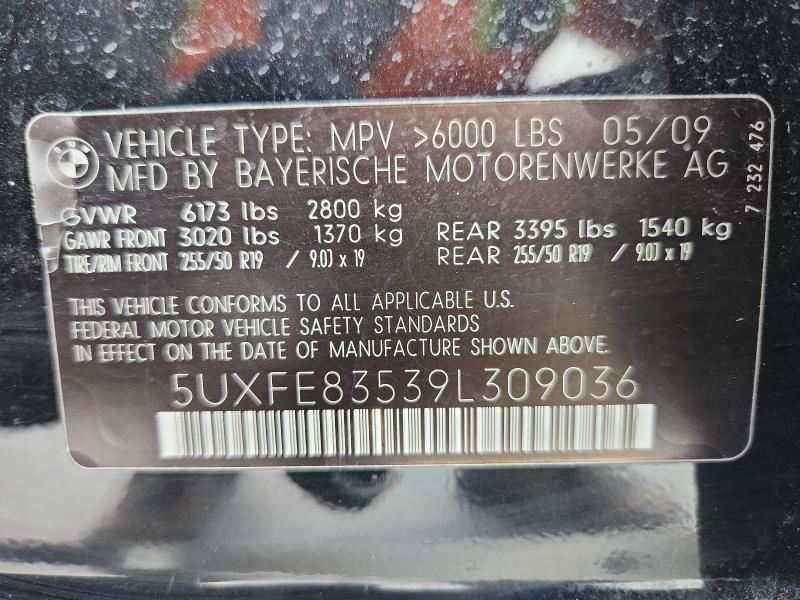 VEHICLE TYPE: MPV >6000 LBS 05/09
MFD BY BAYERISCHE MOTORENWERKE AG
GVWR 6173 lbs 2800 kg
GAWR FRONT 3020 lbs 1370 kg REAR 3395 lbs 1540 kg
TIRE/RIM FRONT 255/50 R19 / 9.0J x 19 REAR 255/50 R19 / 9.0J x 19
THIS VEHICLE CONFORMS TO ALL APPLICABLE U.S.
FEDERAL MOTOR VEHICLE SAFETY STANDARDS
IN EFFECT ON THE DATE OF MANUFACTURE SHOWN ABOVE.
5UXFE83539L309036
7 232 476